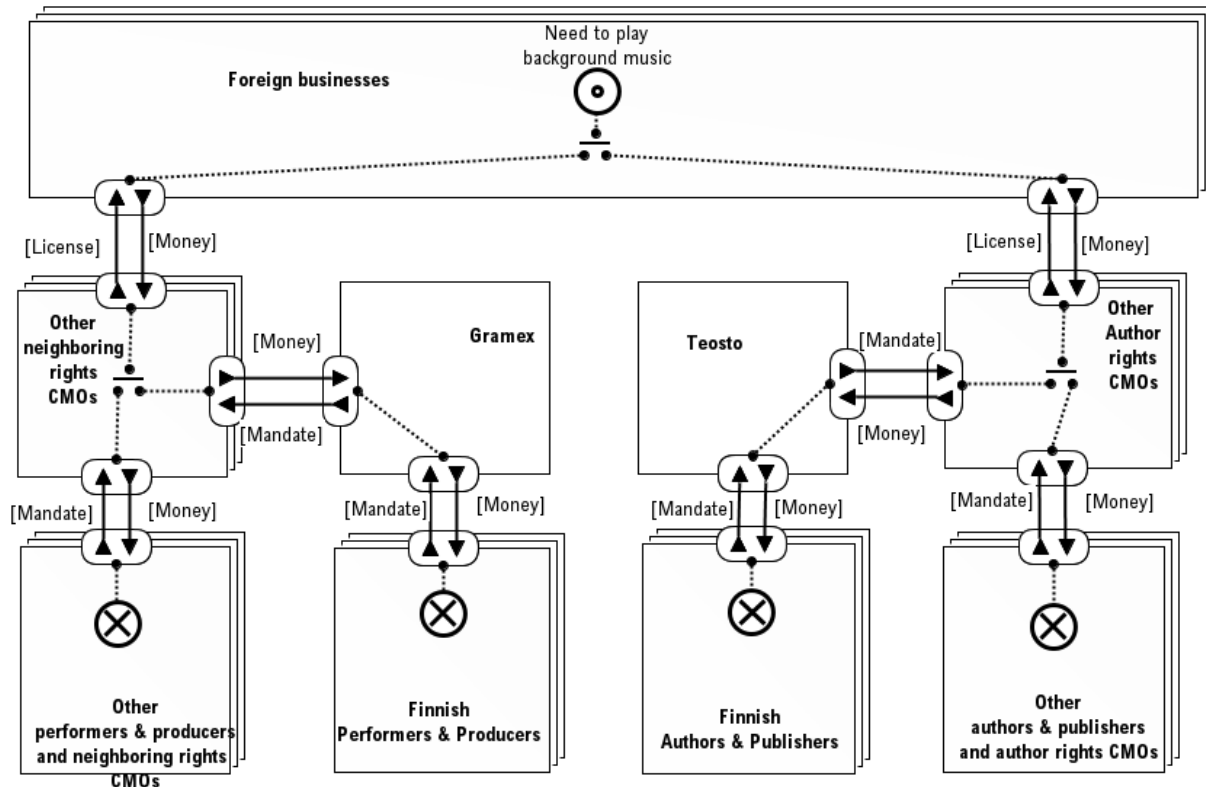 Need to play
background music
Foreign businesses
[License]
[Money]
[License]
[Money]
Other
neighboring
rights
CMOs
[Money]
[Mandate]
Gramex
Teosto
[Mandate]
[Money]
Other
Author
rights
CMOs
[Mandate]
[Money]
[Mandate]
[Money]
[Mandate]
[Money]
[Mandate]
[Money]
Other
performers & producers
and neighboring rights
CMOs
Finnish
Performers & Producers
Finnish
Authors & Publishers
Other
authors & publishers
and author rights CMOs